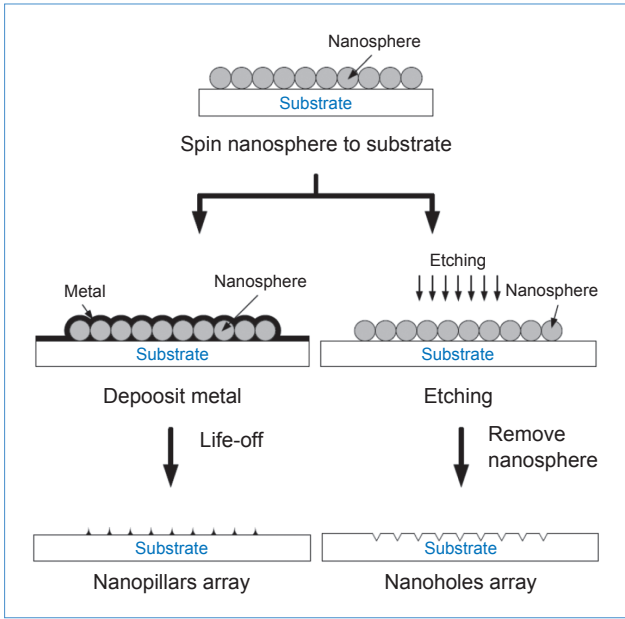 Nanosphere
Substrate
Spin nanosphere to substrate
Metal
Nanosphere
Substrate
Depoosit metal
Life-off
Substrate
Nanopillars array
Etching
Nanosphere
Substrate
Etching
Remove
nanosphere
Substrate
Nanoholes array